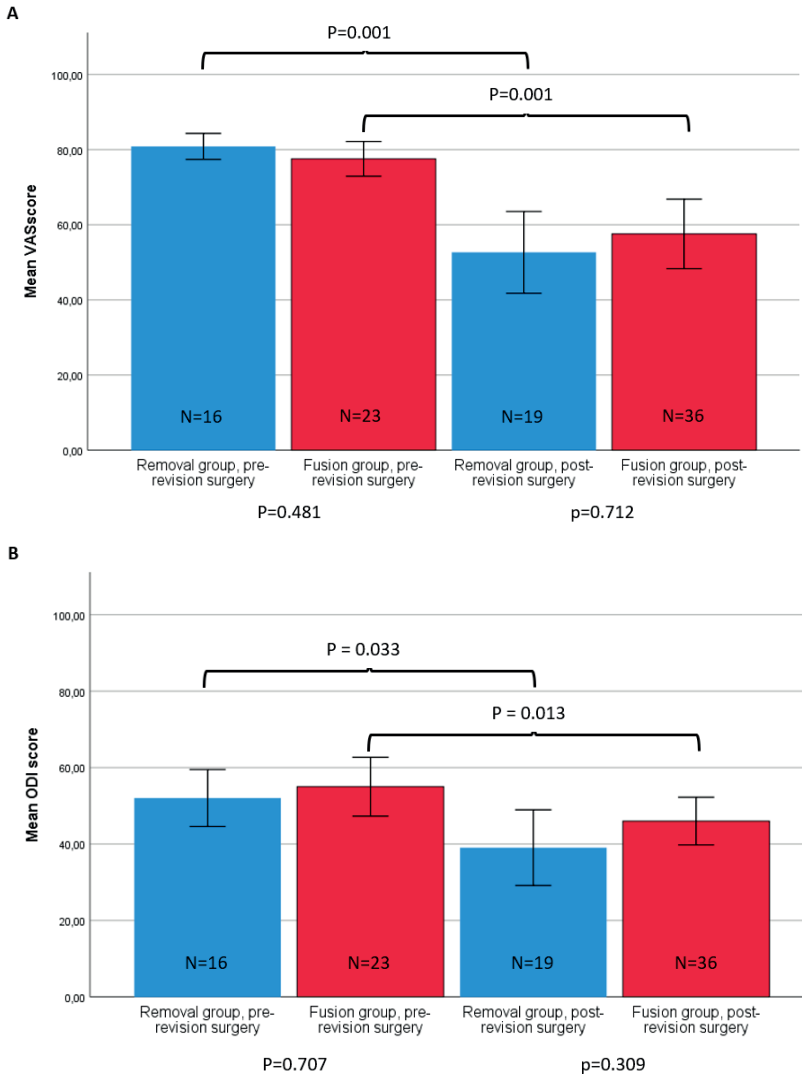 A
P=0.001
100,00
P=0.001
80,00
60,00
40,00
20,00
0,00
Mean VASscore
N=16
N=23
N=19
N=36
Removal group, pre-
revision surgery
Fusion group, pre-
revision surgery
Removal group, post-
revision surgery
Fusion group, post-
revision surgery
P=0.481
p=0.712
B
100,00
P = 0.033
80,00
P = 0.013
60,00
40,00
20,00
0,00
Mean ODI score
N=16
N=23
N=19
N=36
Removal group, pre-
revision surgery
Fusion group, pre-
revision surgery
Removal group, post-
revision surgery
Fusion group, post-
revision surgery
P=0.707
p=0.309